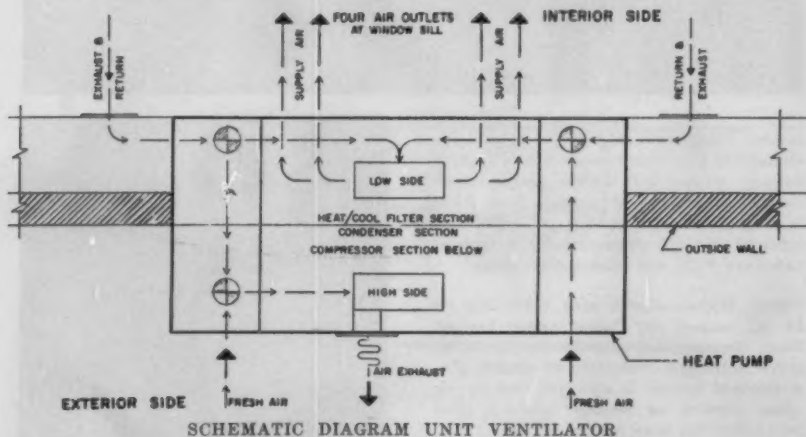 FOUR AIR OUTLETS
AT WINDOW SILL
INTERIOR SIDE
EXHAUST &
RETURN
SUPPLY AIR
SUPPLY AIR
RETURN &
EXHAUST
LOW SIDE
HEAT/COOL FILTER SECTION
CONDENSER SECTION
COMPRESSOR SECTION BELOW
OUTSIDE WALL
HIGH SIDE
HEAT PUMP
AIR EXHAUST
EXTERIOR SIDE
FRESH AIR
FRESH AIR
SCHEMATIC DIAGRAM UNIT VENTILATOR